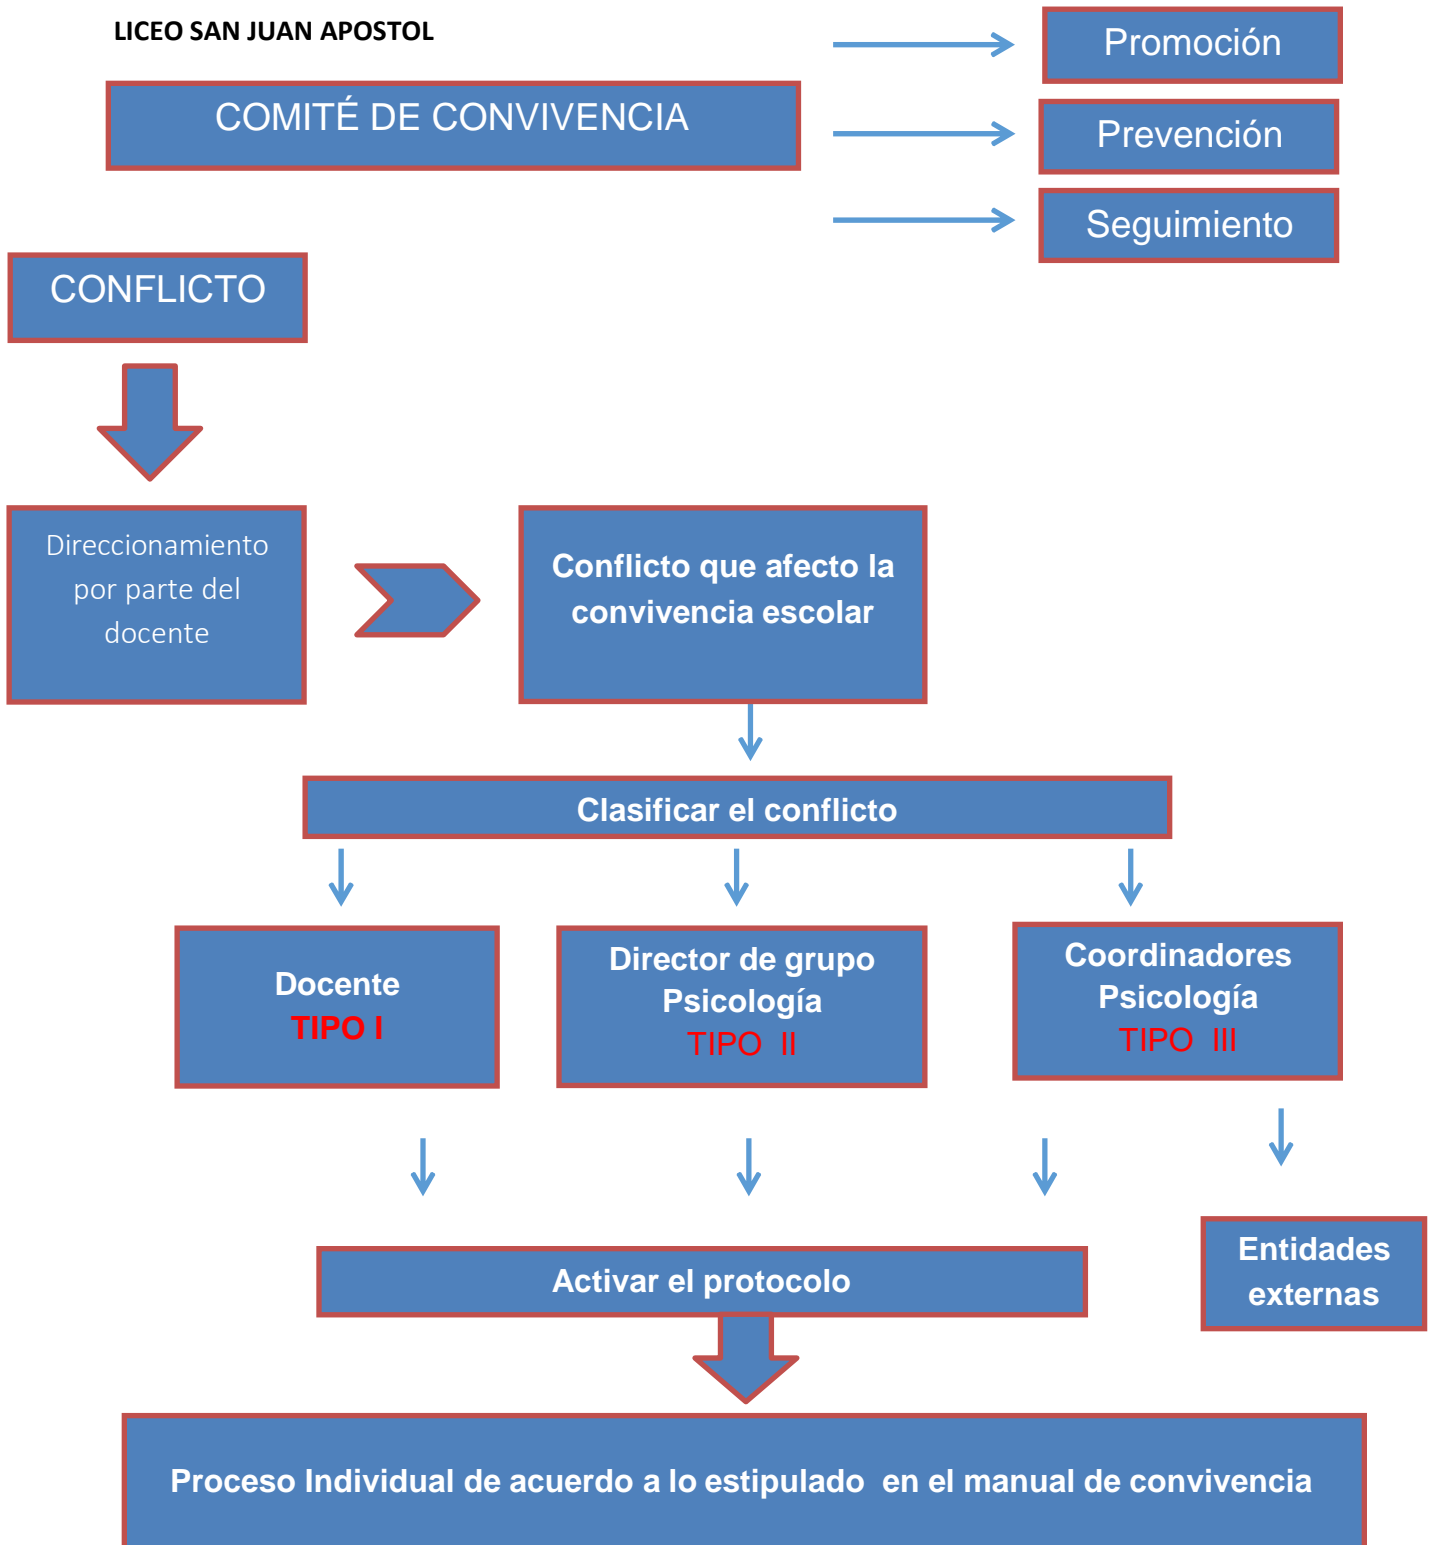 LICEO SAN JUAN APOSTOL
COMITÉ DE CONVIVENCIA
Promoción
Prevención
Seguimiento
CONFLICTO
Direccionamiento
por parte del
docente
Conflicto que afecto la
convivencia escolar
Clasificar el conflicto
Docente
TIPO I
Director de grupo
Psicología
TIPO II
Coordinadores
Psicología
TIPO III
Activar el protocolo
Entidades
externas
Proceso Individual de acuerdo a lo estipulado en el manual de convivencia